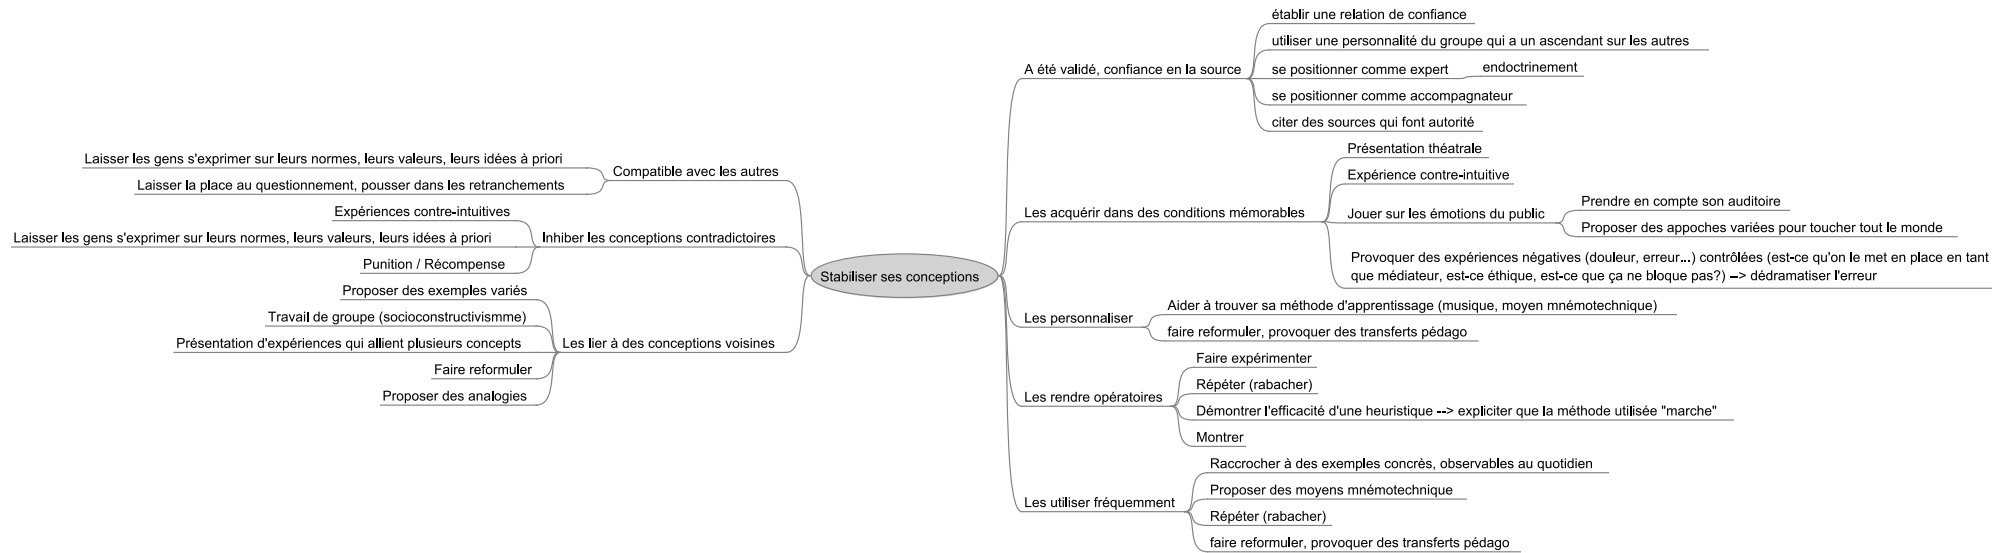 Stabiliser ses conceptions
A été validé, confiance en la source
établir une relation de confiance
utiliser une personnalité du groupe qui a un ascendant sur les autres
se positionner comme expert
endoctrinement
se positionner comme accompagnateur
citer des sources qui font autorité
Les acquérir dans des conditions mémorables
Présentation théatrale
Expérience contre-intuitive
Jouer sur les émotions du public
Prendre en compte son auditoire
Proposer des appoches variées pour toucher tout le monde
Provoquer des expériences négatives (douleur, erreur...) contrôlées (est-ce qu'on le met en place en tant
que médiateur, est-ce éthique, est-ce que ça ne bloque pas?) --> dédramatiser l'erreur
Les personnaliser
Aider à trouver sa méthode d'apprentissage (musique, moyen mnémotechnique)
faire reformuler, provoquer des transferts pédago
Les rendre opératoires
Faire expérimenter
Répéter (rabacher)
Démontrer l'efficacité d'une heuristique --> expliciter que la méthode utilisée "marche"
Montrer
Les utiliser fréquemment
Raccrocher à des exemples concrès, observables au quotidien
Proposer des moyens mnémotechnique
Répéter (rabacher)
faire reformuler, provoquer des transferts pédago
Compatible avec les autres
Laisser les gens s'exprimer sur leurs normes, leurs valeurs, leurs idées à priori
Laisser la place au questionnement, pousser dans les retranchements
Inhiber les conceptions contradictoires
Expériences contre-intuitives
Laisser les gens s'exprimer sur leurs normes, leurs valeurs, leurs idées à priori
Punition / Récompense
Les lier à des conceptions voisines
Proposer des exemples variés
Travail de groupe (socioconstructivismme)
Présentation d'expériences qui allient plusieurs concepts
Faire reformuler
Proposer des analogies